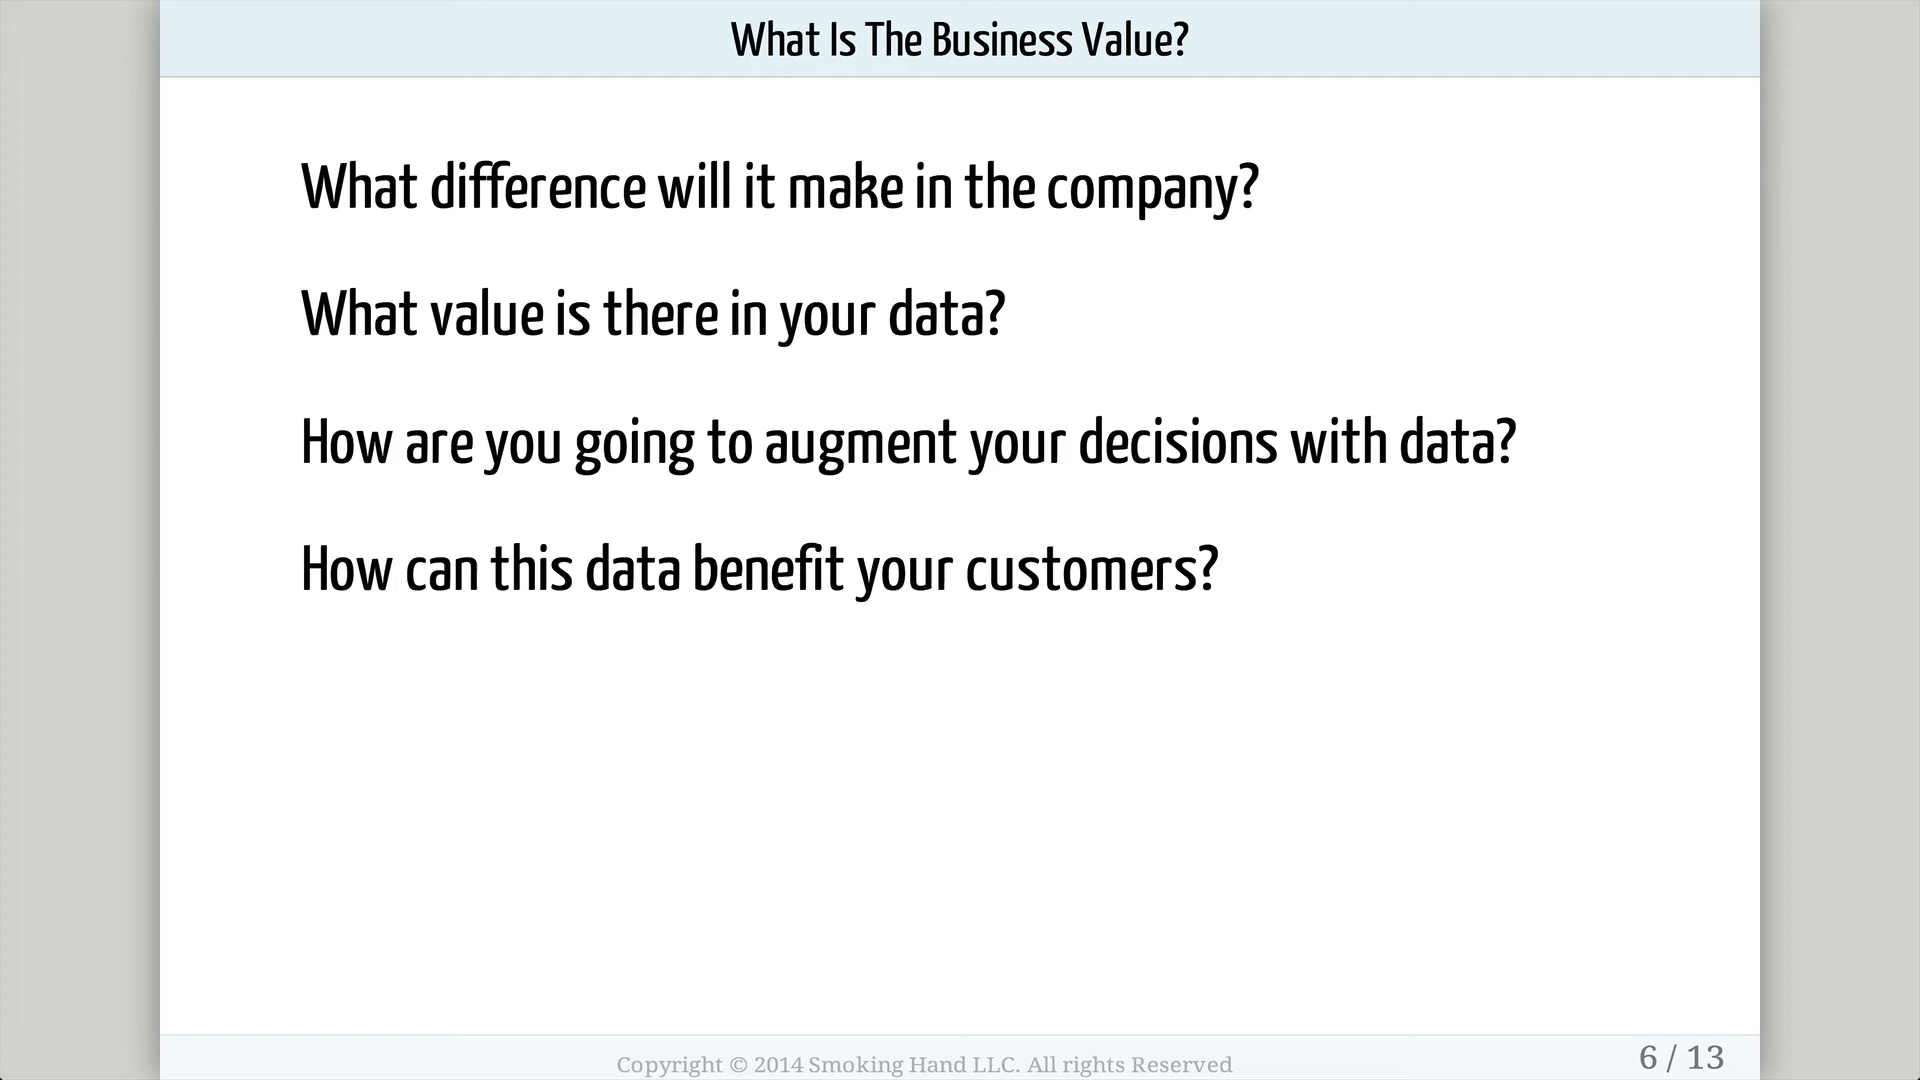 What Is The Business Value?
What difference will it make in the company?
What value is there in your data?
How are you going to augment your decisions with data?
How can this data benefit your customers?
Copyright © 2014 Smoking Hand LLC. All rights Reserved
6 / 13